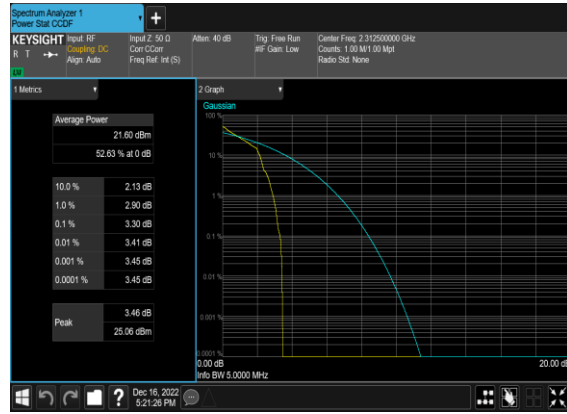 Spectrum Analyzer 1
Power Stat CCDF
+
KEYSIGHT
R T
Input: RF
Coupling: DC
Align: Auto
Input Z: 50 Ω
Corr CCorr
Freq Ref: Int (S)
Atten: 40 dB
Trig: Free Run
#IF Gain: Low
Center Freq: 2.312500000 GHz
Counts: 1.00 M/1.00 Mpt
Radio Std: None
1 Metrics
Average Power
21.60 dBm
52.63 % at 0 dB
10.0 % 2.13 dB
1.0 % 2.90 dB
0.1 % 3.30 dB
0.01 % 3.41 dB
0.001 % 3.45 dB
0.0001 % 3.45 dB
Peak
3.46 dB
25.06 dBm
2 Graph
Gaussian
100 %
10 %
1 %
0.1 %
0.01 %
0.001 %
0.0001 %
0.00 dB
20.00 dB
Info BW 5.0000 MHz
?
Dec 16, 2022
5:21:26 PM